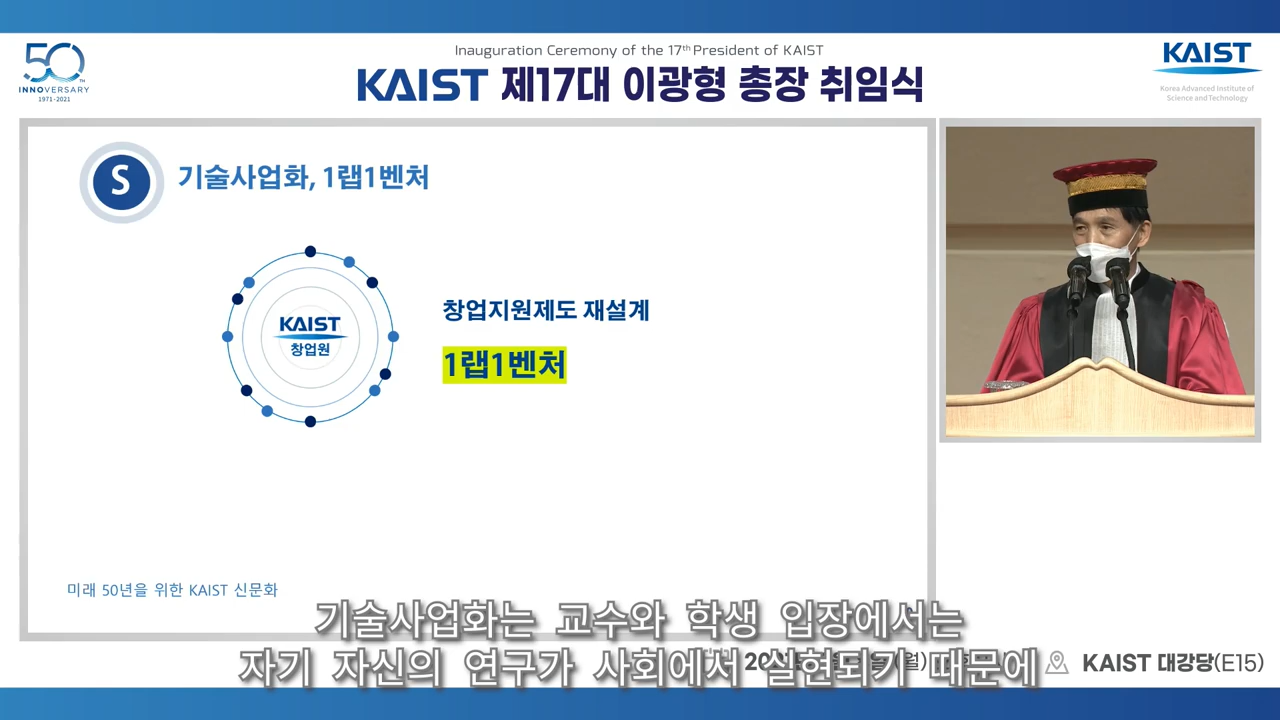 50TH
INNOVERSARY
1971-2021
Inauguration Ceremony of the 17th President of KAIST
KAIST 제17대 이광형 총장 취임식
KAIST
Korea Advanced Institute of
Science and Technology
S
기술사업화, 1랩1벤처
KAIST
창업원
창업지원제도 재설계
1랩1벤처
미래 50년을 위한 KAIST 신문화
기술사업화는 교수와 학생 입장에서는
자기 자신의 연구가 사회에서 실현되기 때문에
KAIST 대강당(E15)